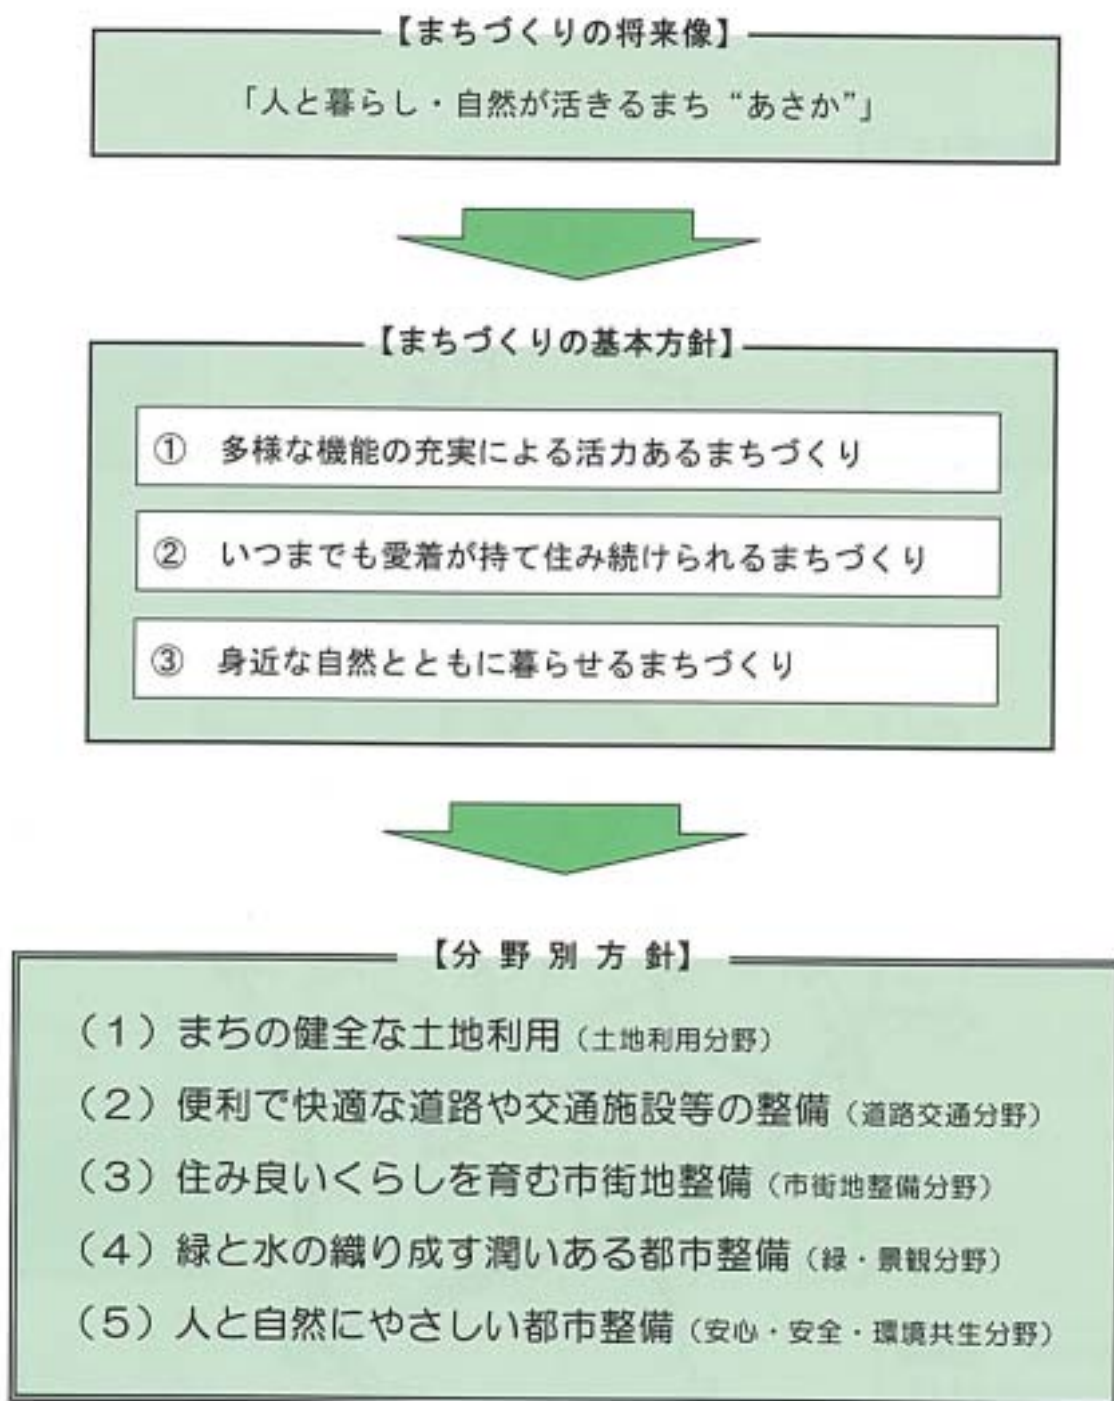 【まちづくりの将来像】
「人と暮らし・自然が活きるまち “あさか”」
【まちづくりの基本方針】
① 多様な機能の充実による活力あるまちづくり
② いつまでも愛着が持て住み続けられるまちづくり
③ 身近な自然とともに暮らせるまちづくり
【分 野 別 方 針】
（１）まちの健全な土地利用（土地利用分野）
（２）便利で快適な道路や交通施設等の整備（道路交通分野）
（３）住み良いくらしを育む市街地整備（市街地整備分野）
（４）緑と水の織り成す潤いある都市整備（緑・景観分野）
（５）人と自然にやさしい都市整備（安心・安全・環境共生分野）